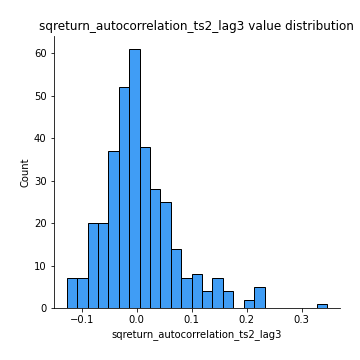 sqreturn_autocorrelation_ts2_lag3 value distribution
60
50
40
30
20
10
0
Count
−0.1 0.0 0.1 0.2 0.3
sqreturn_autocorrelation_ts2_lag3